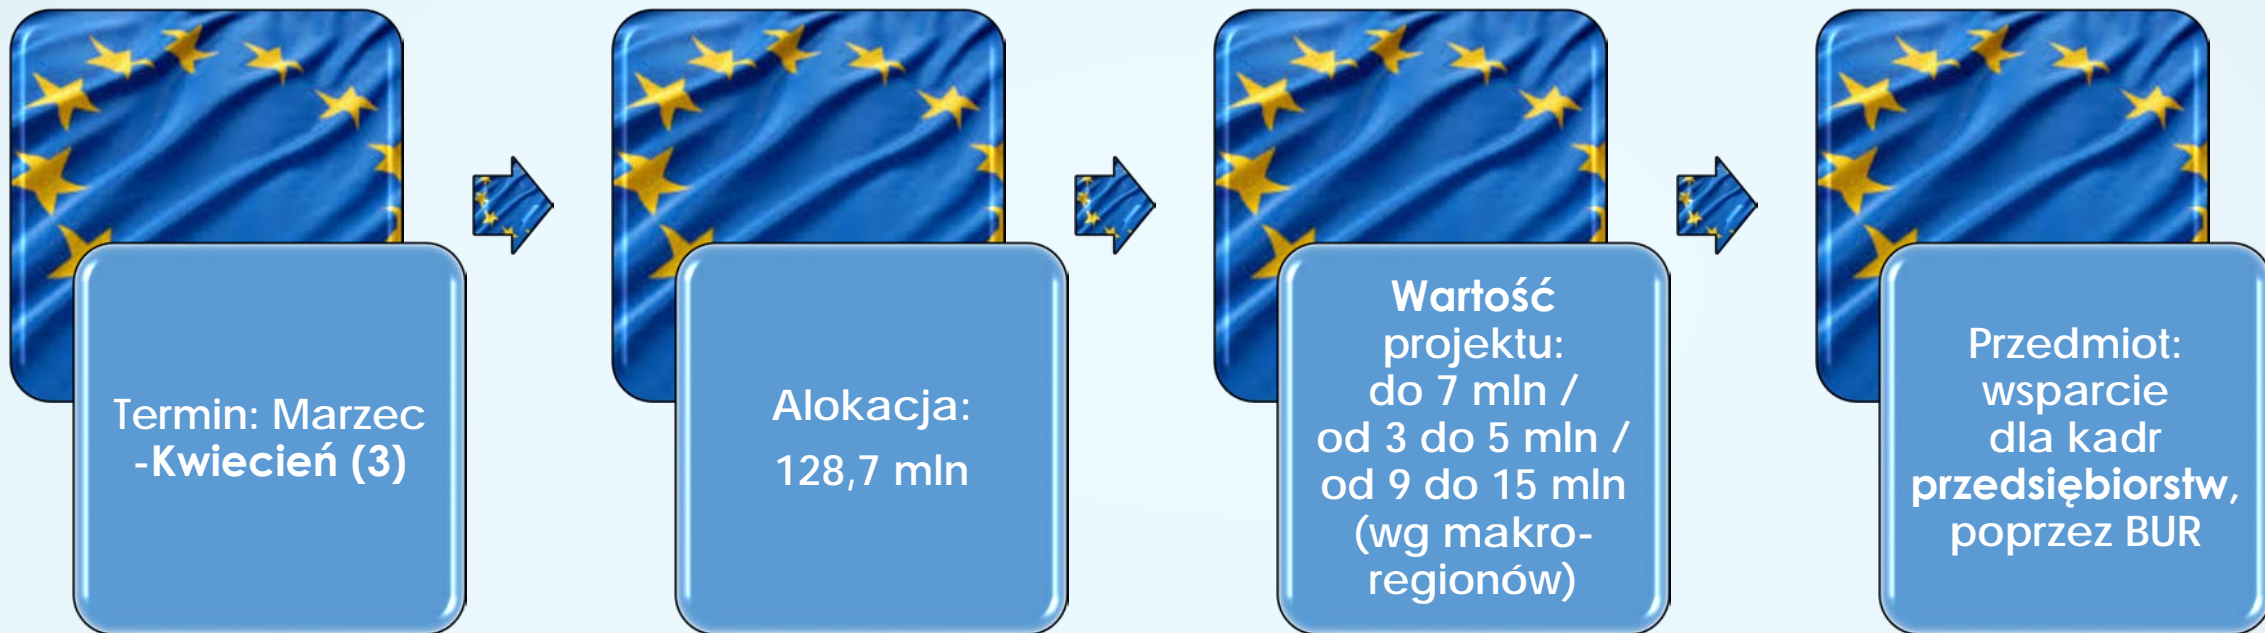 Termin: Marzec
-Kwiecień (3)
Alokacja:
128,7 mln
Wartość
projektu:
do 7 mln /
od 3 do 5 mln /
od 9 do 15 mln
(wg makro-
regionów)
Przedmiot:
wsparcie
dla kadr
przedsiębiorstw,
poprzez BUR